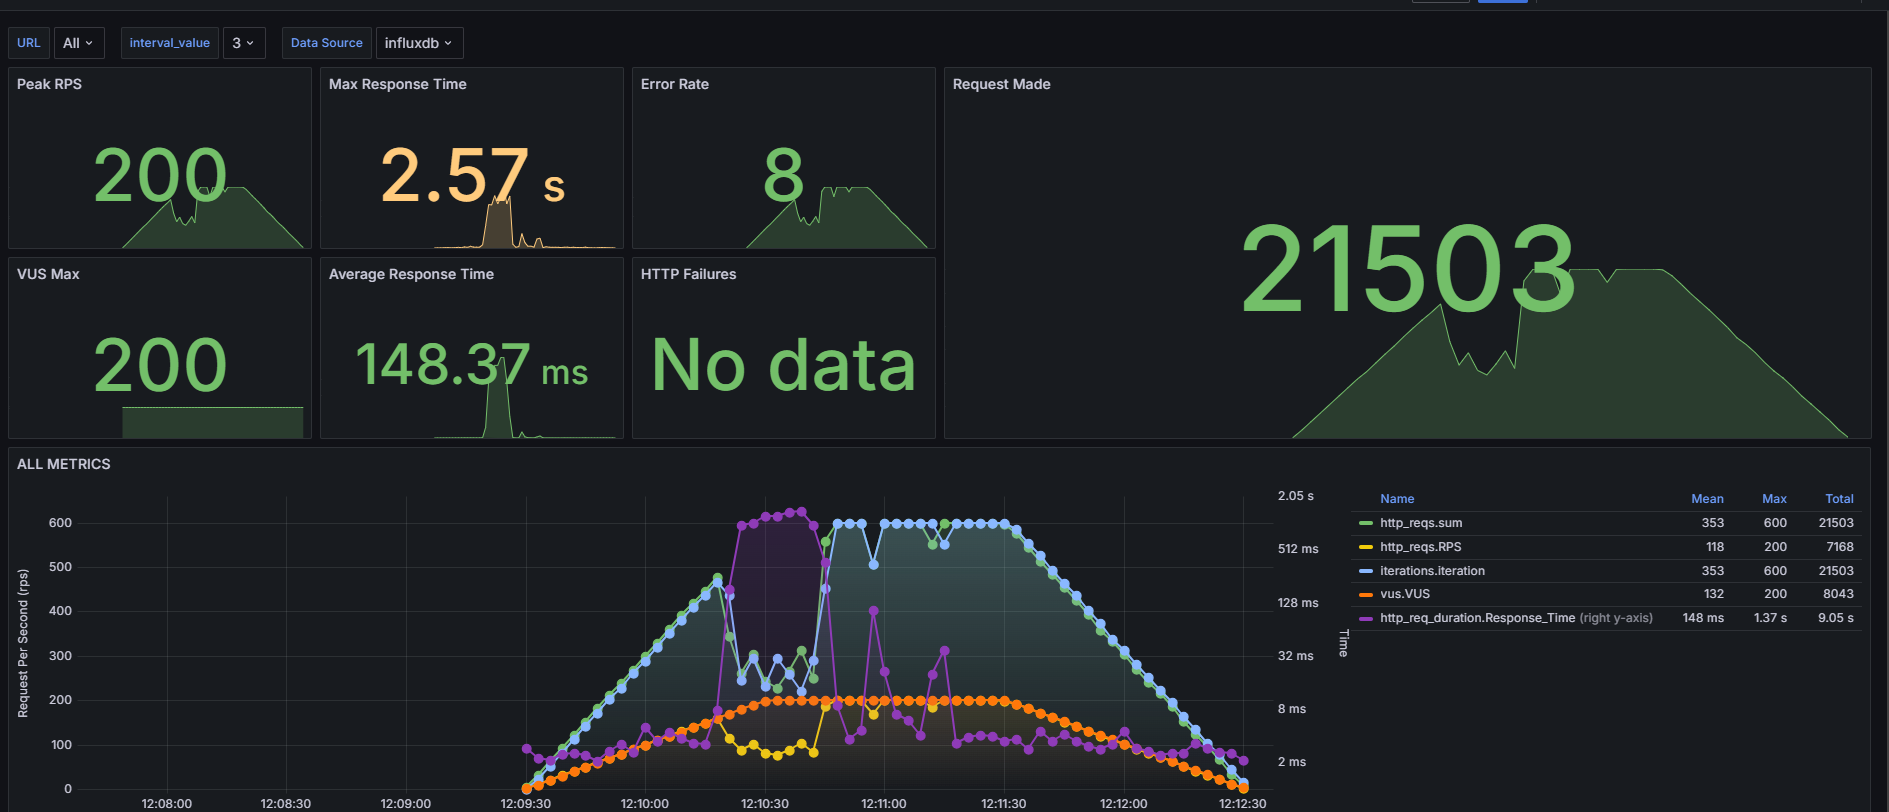 URL All interval_value 3 Data Source influxdb
Peak RPS
200
Max Response Time
2.57 s
Error Rate
8
Request Made
21503
VUS Max
200
Average Response Time
148.37 ms
HTTP Failures
No data
ALL METRICS
Request Per Second (rps)
600
500
400
300
200
100
0
12:08:00 12:08:30 12:09:00 12:09:30 12:10:00 12:10:30 12:11:00 12:11:30 12:12:00 12:12:30
2.05 s
512 ms
128 ms
32 ms
8 ms
2 ms
Time
Name Mean Max Total
http_reqs.sum 353 600 21503
http_reqs.RPS 118 200 7168
iterations.iteration 353 600 21503
vus.VUS 132 200 8043
http_req_duration.Response_Time (right y-axis) 148 ms 1.37 s 9.05 s